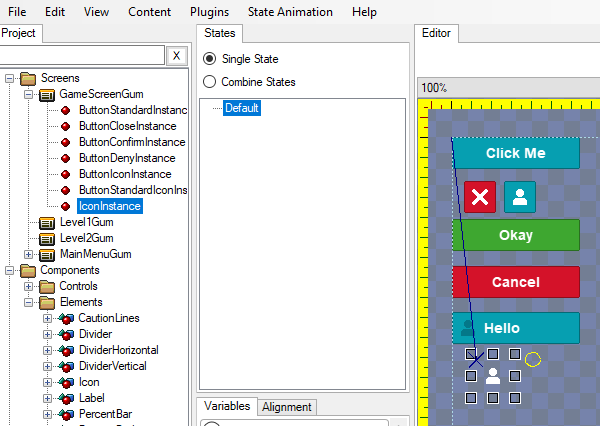 File Edit View Content Plugins State Animation Help
Project
X
Screens
GameScreenGum
ButtonStandardInstanc
ButtonCloseInstance
ButtonConfirmInstance
ButtonDenyInstance
ButtonIconInstance
ButtonStandardIconIns
IconInstance
Level1Gum
Level2Gum
MainMenuGum
Components
Controls
Elements
CautionLines
Divider
DividerHorizontal
DividerVertical
Icon
Label
PercentBar
States
Single State
Combine States
Default
Variables Alignment
Editor
100%
Click Me
Okay
Cancel
Hello